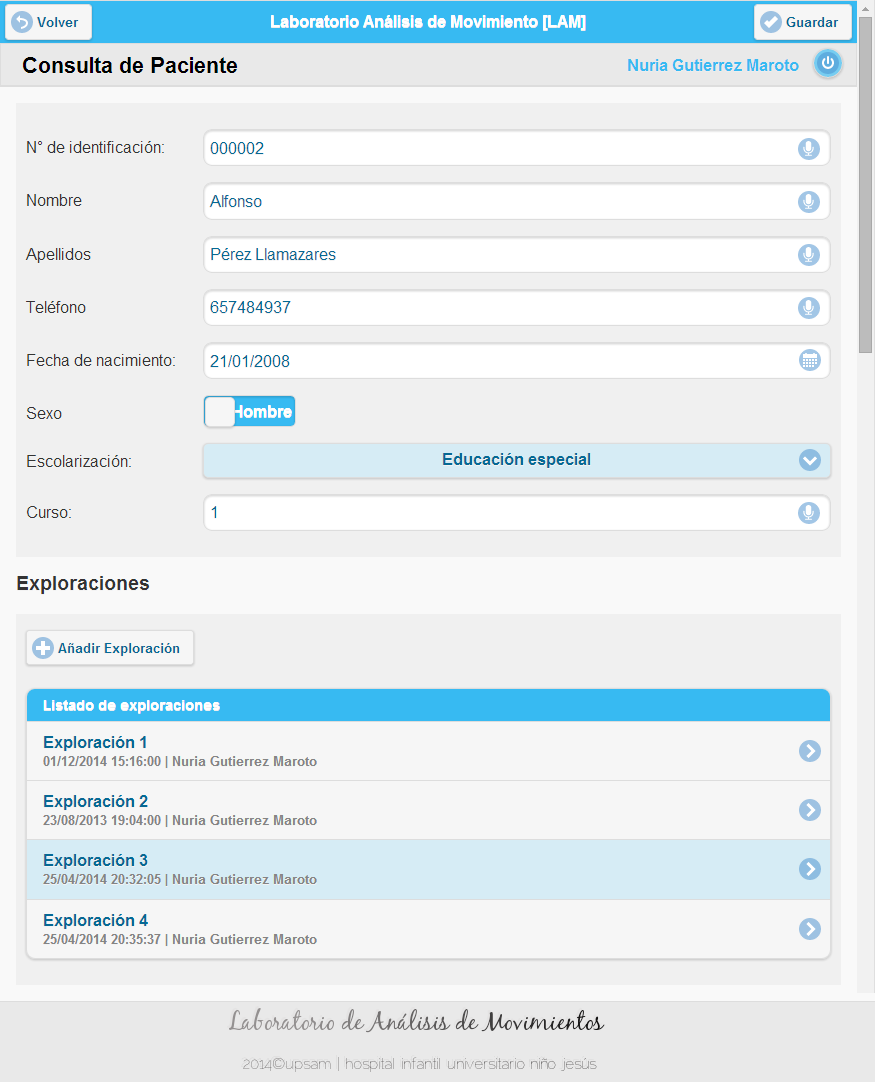 Volver
Laboratorio Análisis de Movimiento [LAM]
Guardar
Consulta de Paciente
Nuria Gutierrez Maroto
N° de identificación:
000002
Nombre
Alfonso
Apellidos
Pérez Llamazares
Teléfono
657484937
Fecha de nacimiento:
21/01/2008
Sexo
Hombre
Escolarización:
Educación especial
Curso:
1
Exploraciones
Añadir Exploración
Listado de exploraciones
Exploración 1
01/12/2014 15:16:00 | Nuria Gutierrez Maroto
Exploración 2
23/08/2013 19:04:00 | Nuria Gutierrez Maroto
Exploración 3
25/04/2014 20:32:05 | Nuria Gutierrez Maroto
Exploración 4
25/04/2014 20:35:37 | Nuria Gutierrez Maroto
Laboratorio de Análisis de Movimientos
2014©upsam | hospital infantil universitario niño jesús